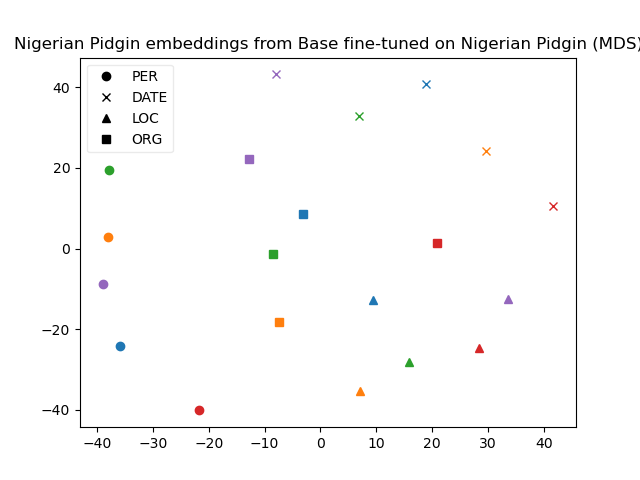 Nigerian Pidgin embeddings from Base fine-tuned on Nigerian Pidgin (MDS)
PER
DATE
LOC
ORG
40
20
0
−20
−40
−40 −30 −20 −10 0 10 20 30 40